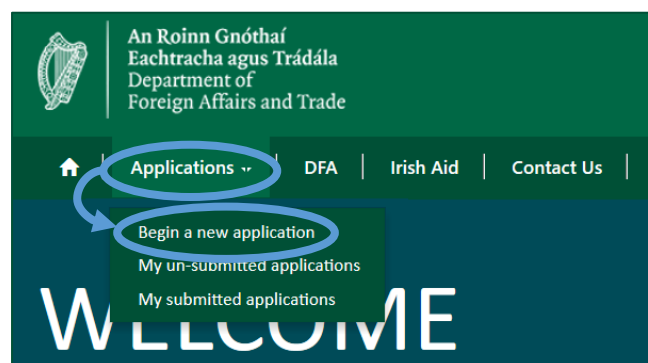 An Roinn Gnóthaí
Eachtracha agus Trádála
Department of
Foreign Affairs and Trade
Applications DFA Irish Aid Contact Us
Begin a new application
My un-submitted applications
My submitted applications
WELCOME